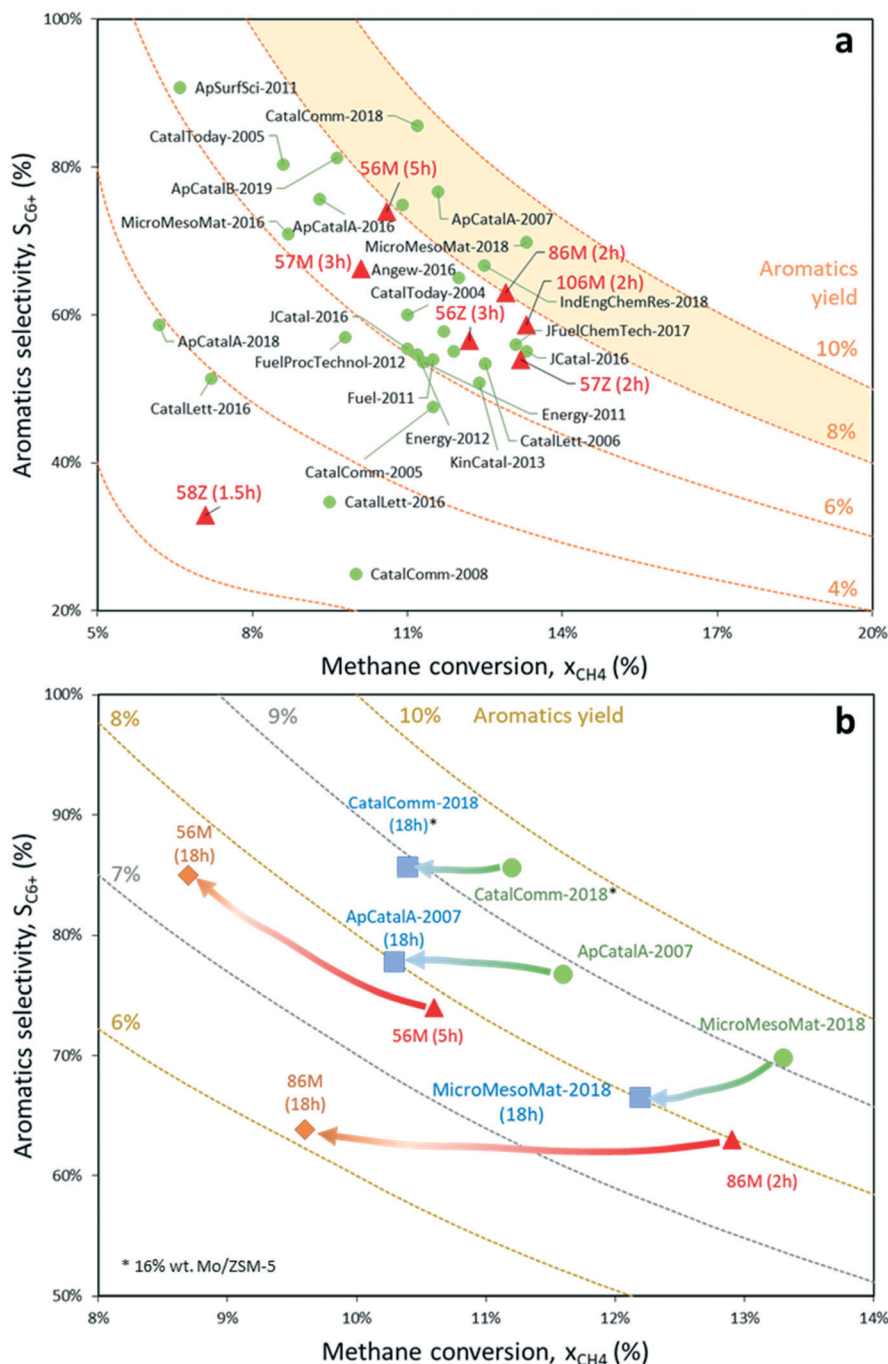 a
100%
80%
60%
40%
20%
Aromatics selectivity, S_C6+ (%)
ApSurfSci-2011
CatalComm-2018
CatalToday-2005
56M (5h)
ApCatalB-2019
ApCatalA-2016
ApCatalA-2007
MicroMesoMat-2016
MicroMesoMat-2018
86M (2h)
57M (3h)
Angew-2016
106M (2h)
Aromatics
yield
CatalToday-2004
IndEngChemRes-2018
JCatal-2016
56Z (3h)
ApCatalA-2018
JFuelChemTech-2017
10%
FuelProcTechnol-2012
JCatal-2016
57Z (2h)
CatalLett-2016
Fuel-2011
Energy-2011
8%
Energy-2012
CatalLett-2006
CatalComm-2005
KinCatal-2013
58Z (1.5h)
CatalLett-2016
6%
CatalComm-2008
4%
5%
8%
11%
14%
17%
20%
Methane conversion, x_CH4 (%)
b
100%
90%
80%
70%
60%
50%
Aromatics selectivity, S_C6+ (%)
8%
9%
10%
Aromatics yield
CatalComm-2018
(18h)*
56M
(18h)
7%
CatalComm-2018*
ApCatalA-2007
(18h)
ApCatalA-2007
6%
56M (5h)
MicroMesoMat-2018
86M
(18h)
MicroMesoMat-2018
(18h)
86M (2h)
* 16% wt. Mo/ZSM-5
8%
9%
10%
11%
12%
13%
14%
Methane conversion, x_CH4 (%)